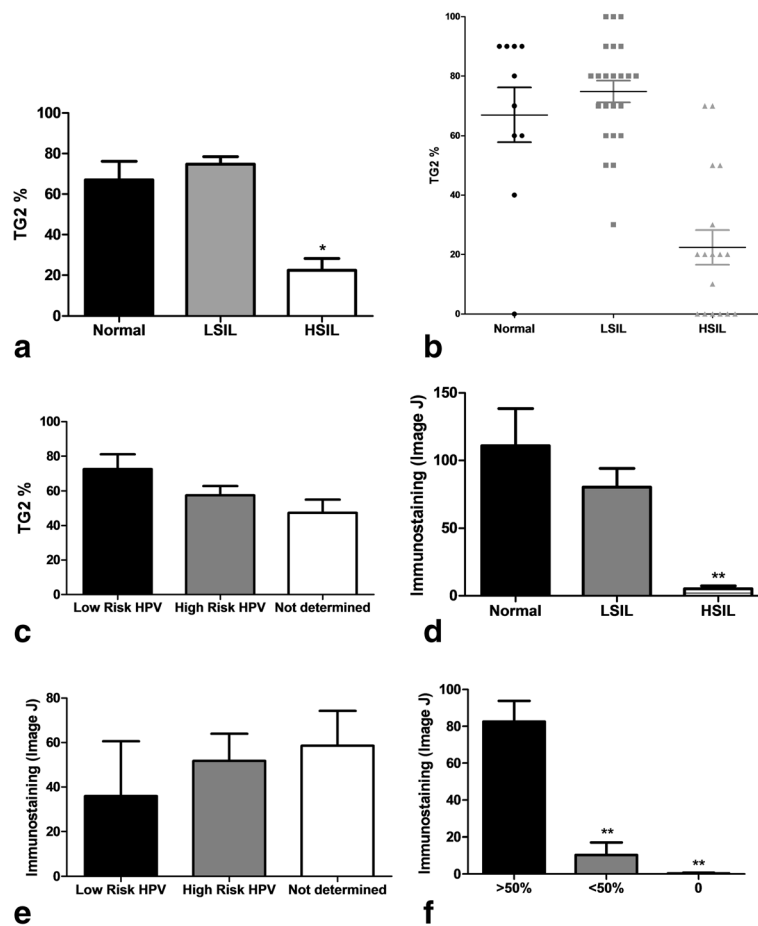 100
80
60
40
20
0
TG2 %
*
Normal LSIL HSIL
a
100
80
60
40
20
0
TG2 %
Normal LSIL HSIL
b
100
80
60
40
20
0
TG2 %
Low Risk HPV High Risk HPV Not determined
c
150
100
50
0
Immunostaining (Image J)
**
Normal LSIL HSIL
d
80
60
40
20
0
Immunostaining (Image J)
Low Risk HPV High Risk HPV Not determined
e
100
80
60
40
20
0
Immunostaining (Image J)
**
**
>50% <50% 0
f